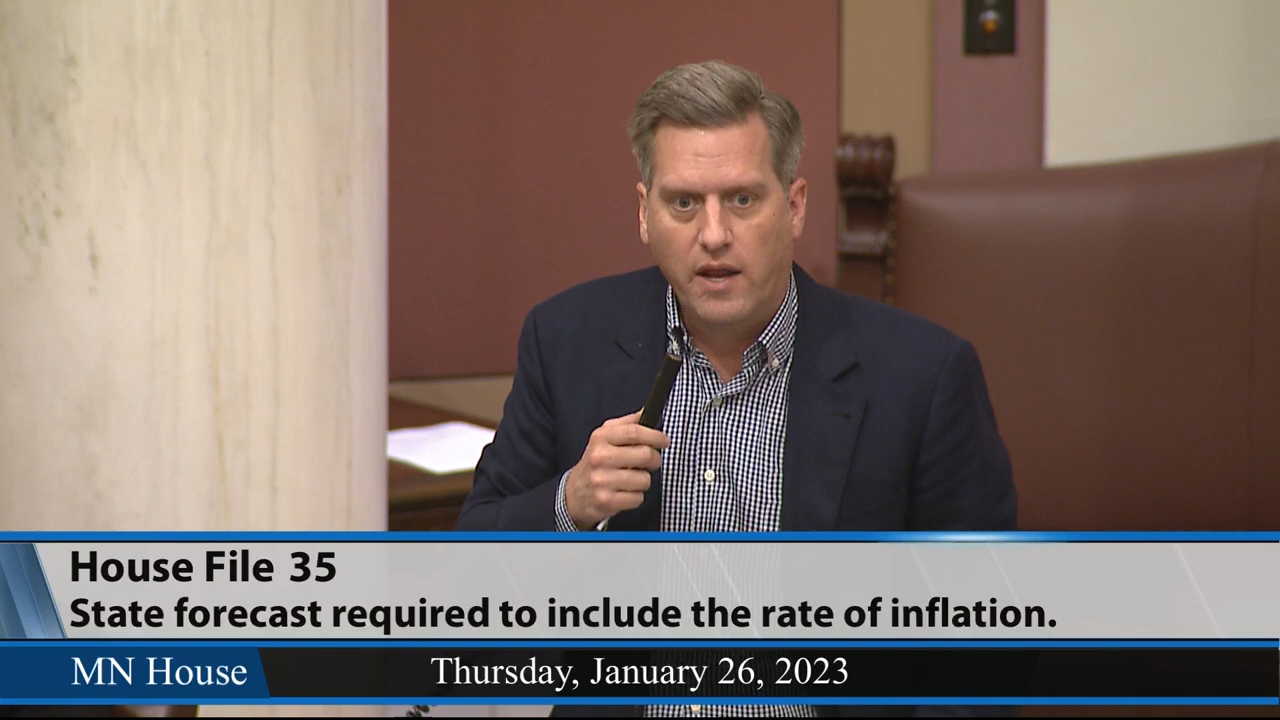 House File 35
State forecast required to include the rate of inflation.
MN House
Thursday, January 26, 2023